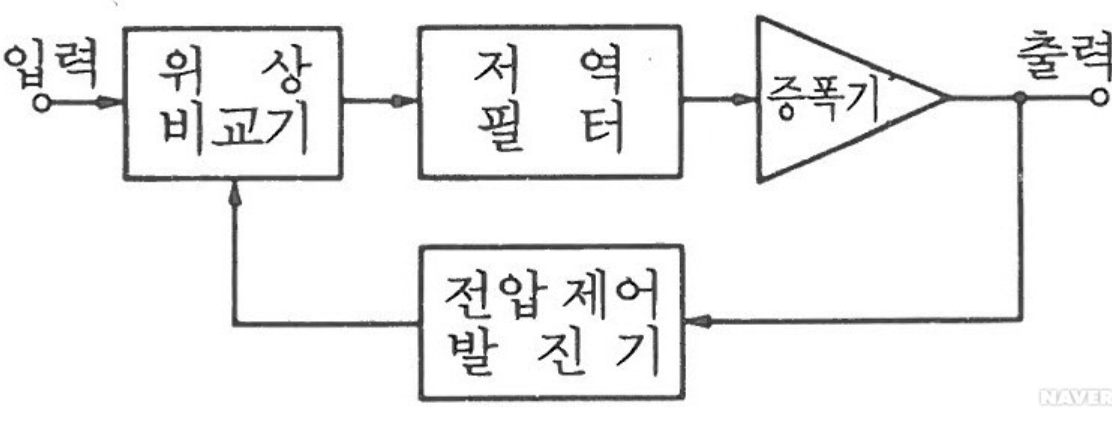 입력
위 상
비교기
저 역
필 터
증폭기
출력
전압 제어
발 진 기
NAVER